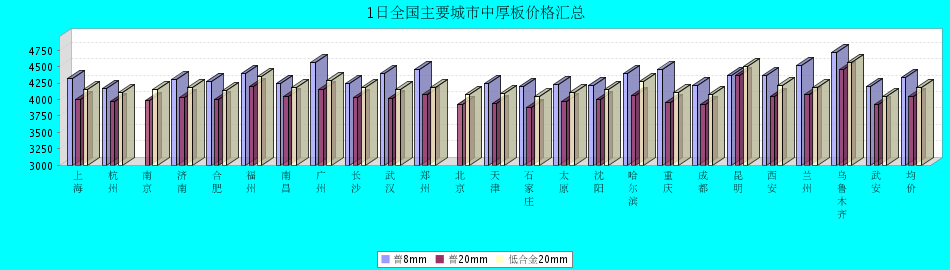 1日全国主要城市中厚板价格汇总
4750
4500
4250
4000
3750
3500
3250
3000
上海
杭州
南京
济南
合肥
福州
南昌
广州
长沙
武汉
郑州
北京
天津
石家庄
太原
沈阳
哈尔滨
重庆
成都
昆明
西安
兰州
乌鲁木齐
武安
均价
普8mm 普20mm 低合金20mm